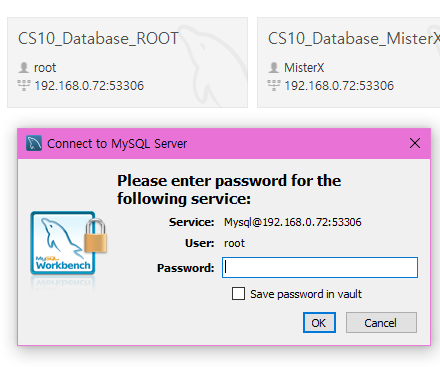 CS10_Database_ROOT
root
192.168.0.72:53306
CS10_Database_MisterX
MisterX
192.168.0.72:53306
Connect to MySQL Server
Please enter password for the
following service:
Service: Mysql@192.168.0.72:53306
User: root
Password:
Save password in vault
OK Cancel
MySQL
Workbench